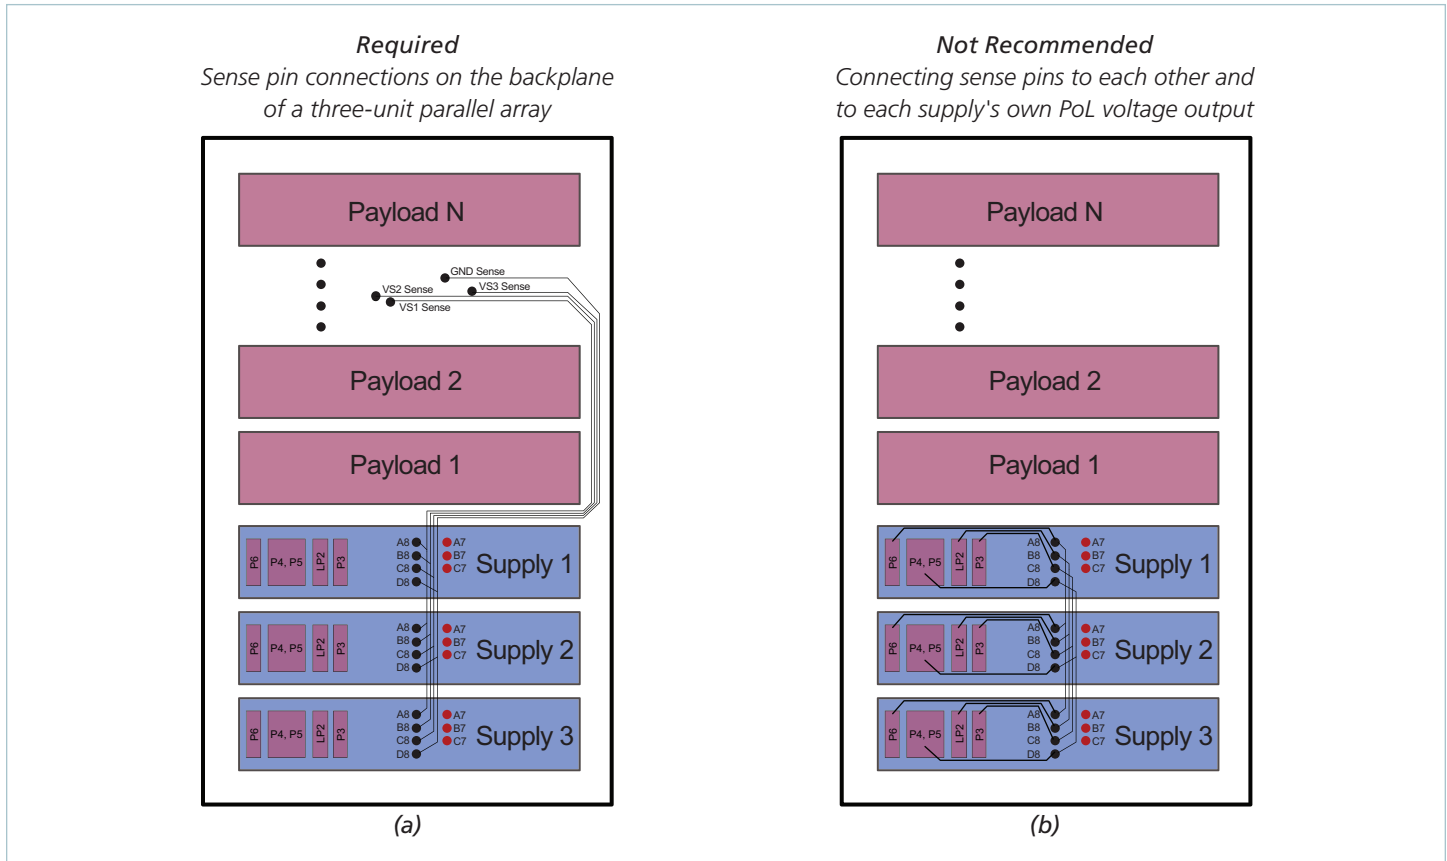 Required
Sense pin connections on the backplane
of a three-unit parallel array
Payload N
GND Sense
VS2 Sense
VS3 Sense
VS1 Sense
Payload 2
Payload 1
P6
P4, P5
LP2
P3
A8
B8
C8
D8
A7
B7
C7
Supply 1
P6
P4, P5
LP2
P3
A8
B8
C8
D8
A7
B7
C7
Supply 2
P6
P4, P5
LP2
P3
A8
B8
C8
D8
A7
B7
C7
Supply 3
(a)
Not Recommended
Connecting sense pins to each other and
to each supply's own PoL voltage output
Payload N
Payload 2
Payload 1
P6
P4, P5
LP2
P3
A8
B8
C8
D8
A7
B7
C7
Supply 1
P6
P4, P5
LP2
P3
A8
B8
C8
D8
A7
B7
C7
Supply 2
P6
P4, P5
LP2
P3
A8
B8
C8
D8
A7
B7
C7
Supply 3
(b)